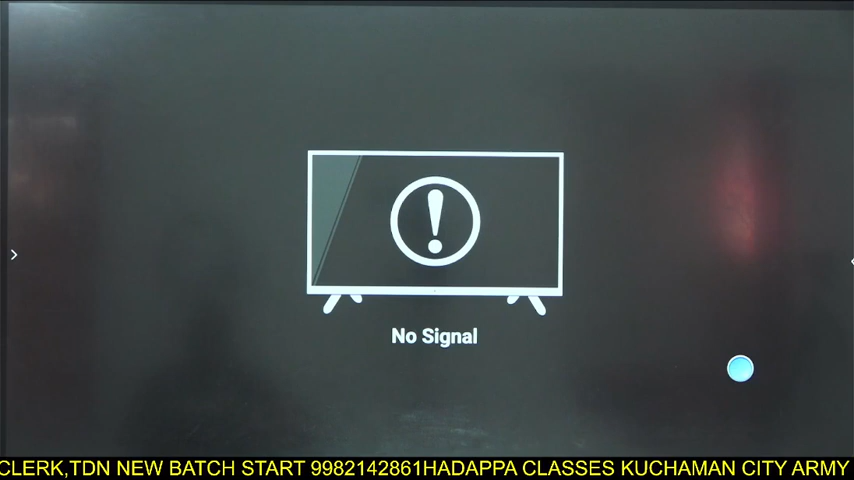 No Signal
CLERK,TDN NEW BATCH START 9982142861HADAPPA CLASSES KUCHAMAN CITY ARMY